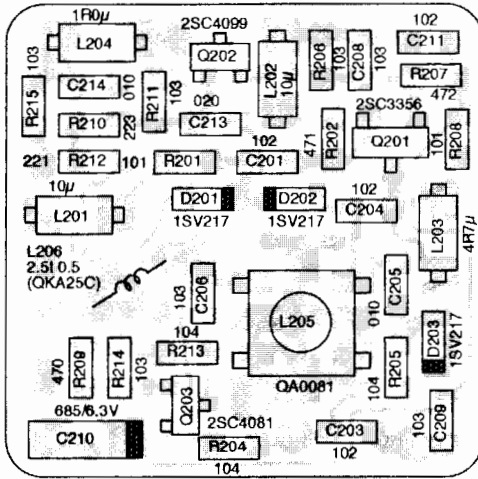 1R0µ
L204
2SC4099
Q202
L202
10µ
R206
103
C208
103
102
C211
103
R215
C214
010
R211
103
R207
472
R210
223
020
C213
2SC3356
471
R202
Q201
101
R208
221
R212
101
R201
102
C201
10µ
L201
D201
1SV217
D202
1SV217
102
C204
L203
4R7µ
L206
2.5t 0.5
(QKA25C)
103
C206
L205
QA0081
C205
010
D203
1SV217
104
R213
470
R209
R214
103
Q203
2SC4081
104
R205
685/6.3V
C210
R204
104
C203
102
103
C209